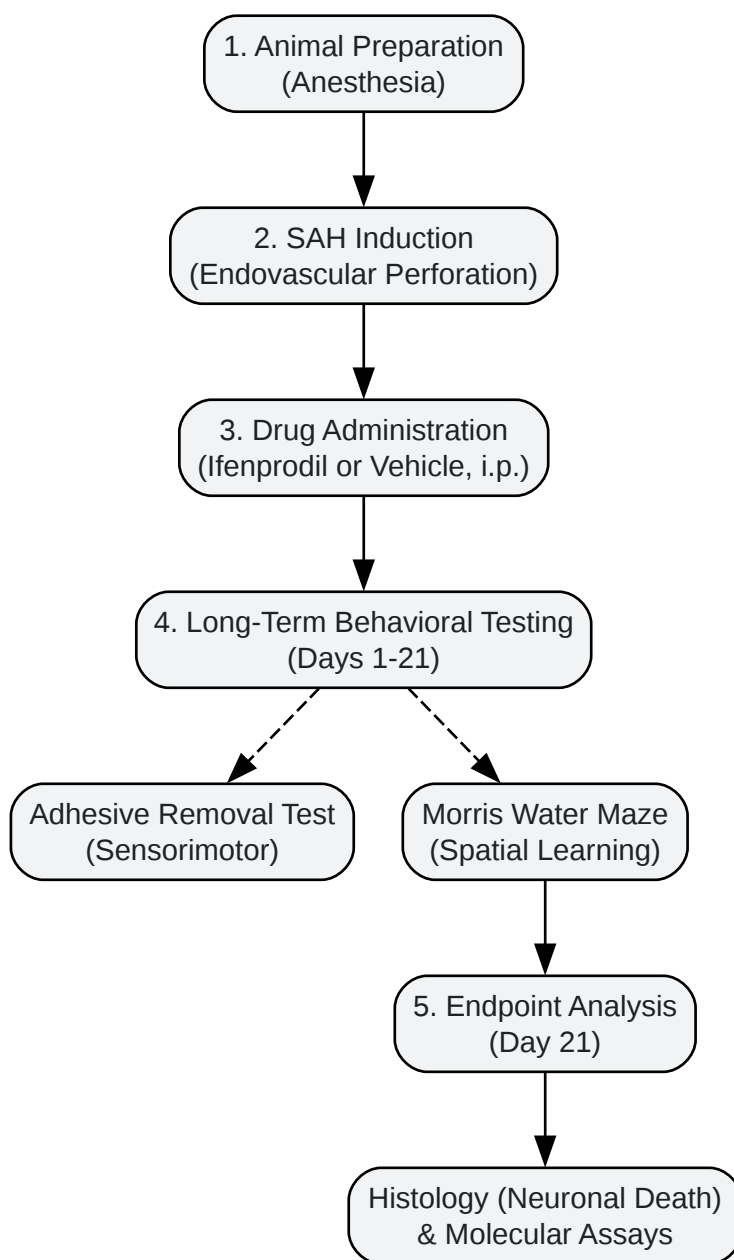 1. Animal Preparation
(Anesthesia)
2. SAH Induction
(Endovascular Perforation)
3. Drug Administration
(Ifenprodil or Vehicle, i.p.)
4. Long-Term Behavioral Testing
(Days 1-21)
Adhesive Removal Test
(Sensorimotor)
Morris Water Maze
(Spatial Learning)
5. Endpoint Analysis
(Day 21)
Histology (Neuronal Death)
& Molecular Assays